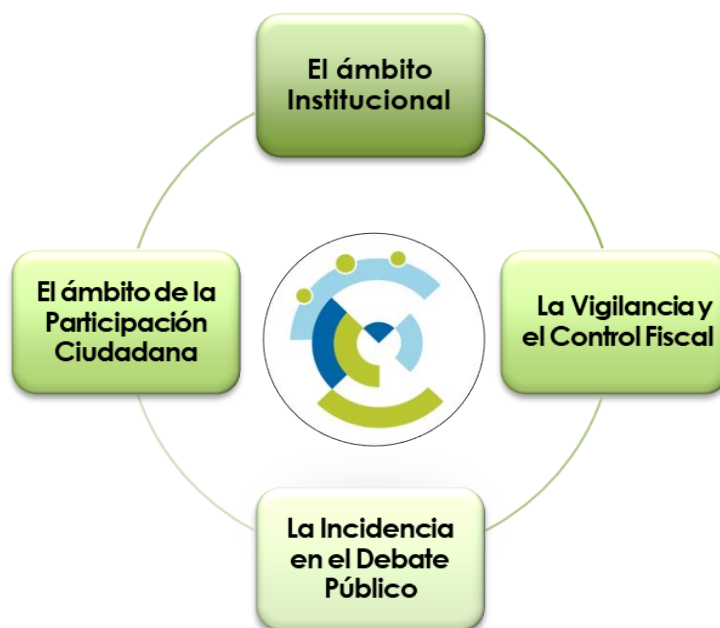 El ámbito
Institucional
La Vigilancia y
el Control Fiscal
La Incidencia
en el Debate
Público
El ámbito de la
Participación
Ciudadana